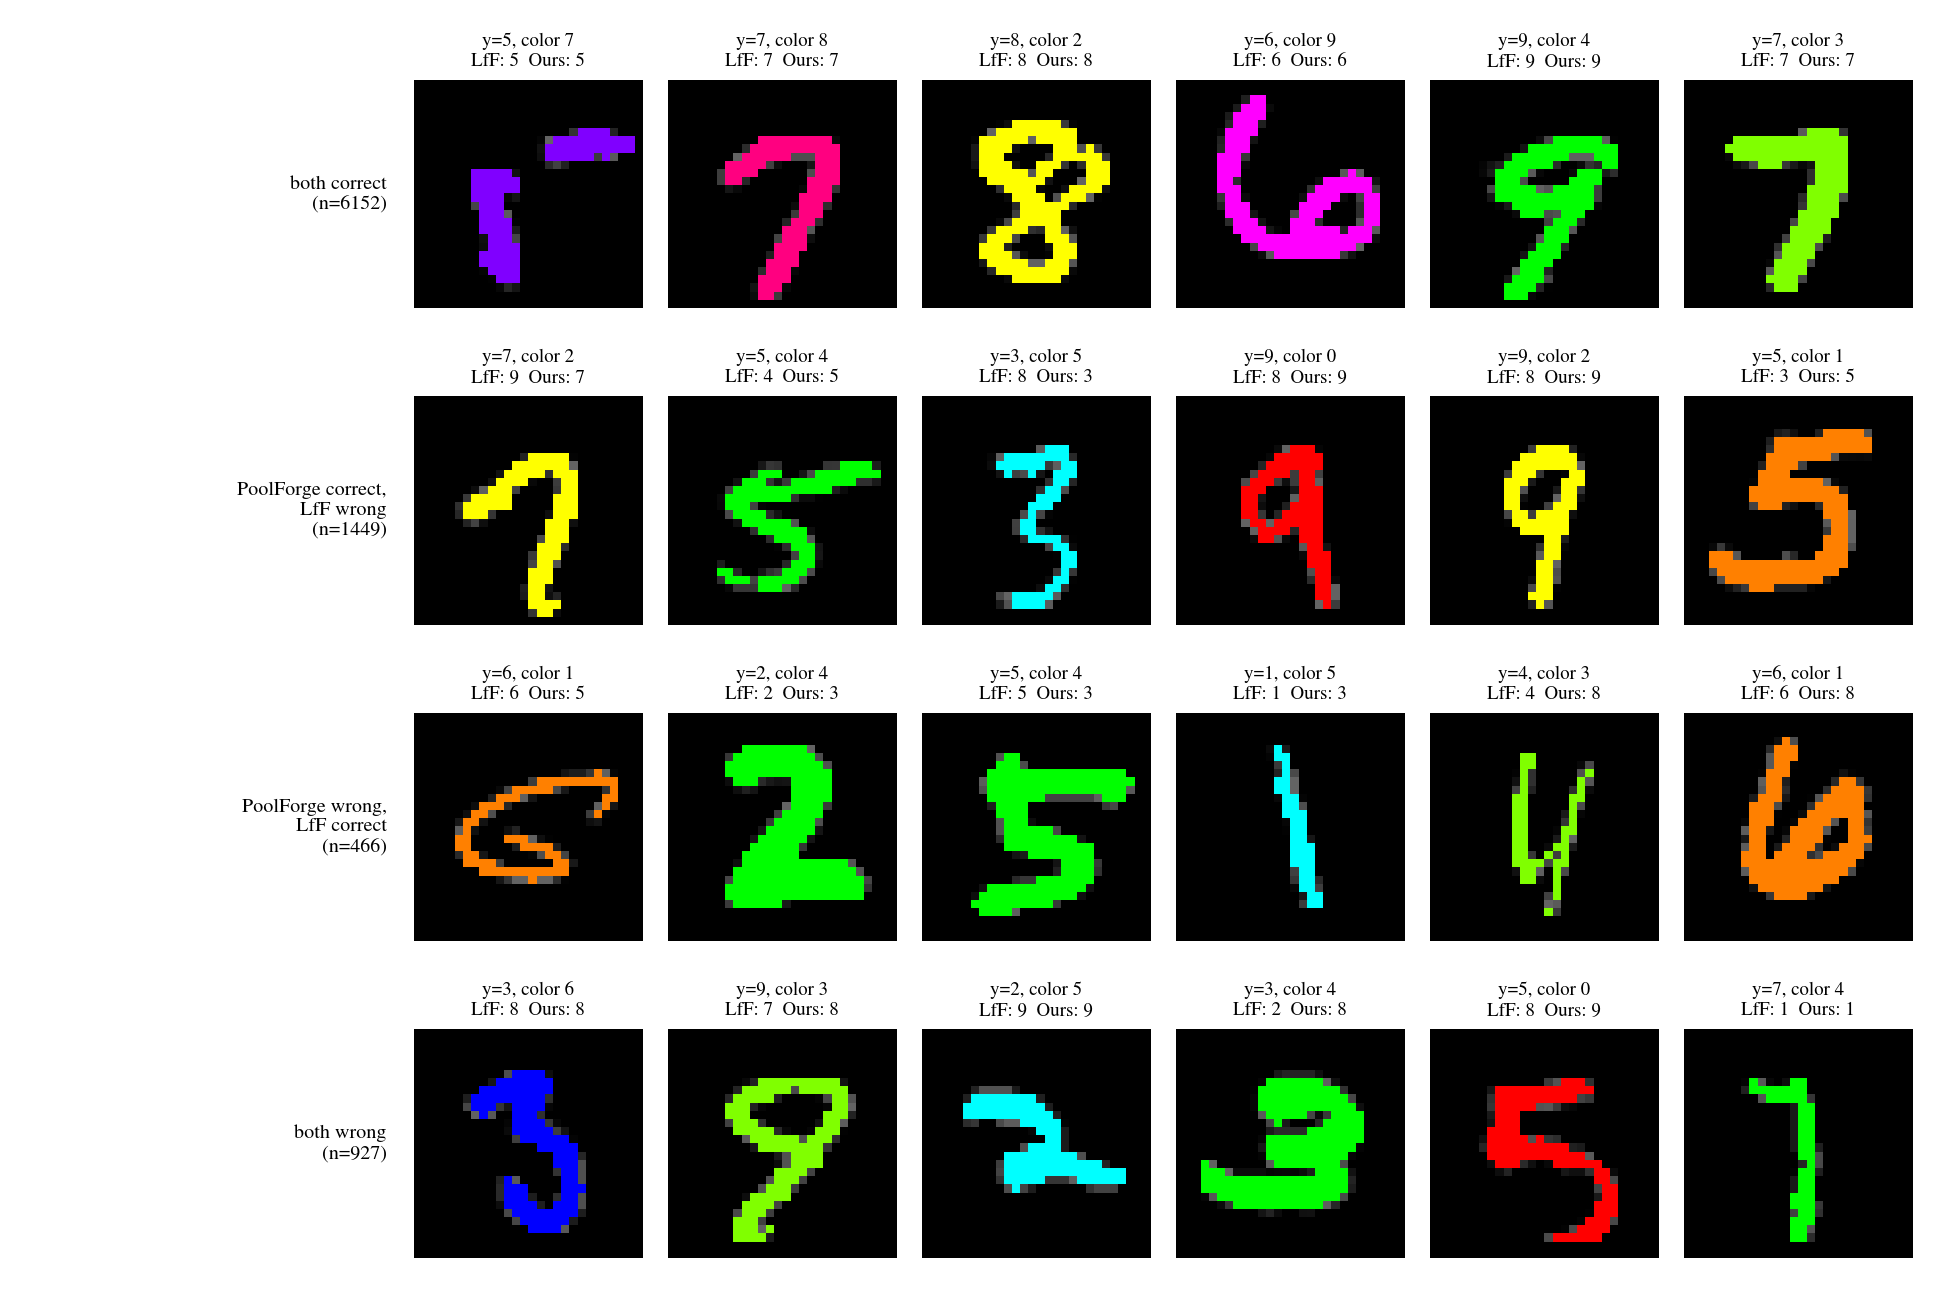 y=5, color 7
LfF: 5 Ours: 5
y=7, color 8
LfF: 7 Ours: 7
y=8, color 2
LfF: 8 Ours: 8
y=6, color 9
LfF: 6 Ours: 6
y=9, color 4
LfF: 9 Ours: 9
y=7, color 3
LfF: 7 Ours: 7
both correct
(n=6152)
y=7, color 2
LfF: 9 Ours: 7
y=5, color 4
LfF: 4 Ours: 5
y=3, color 5
LfF: 8 Ours: 3
y=9, color 0
LfF: 8 Ours: 9
y=9, color 2
LfF: 8 Ours: 9
y=5, color 1
LfF: 3 Ours: 5
PoolForge correct,
LfF wrong
(n=1449)
y=6, color 1
LfF: 6 Ours: 5
y=2, color 4
LfF: 2 Ours: 3
y=5, color 4
LfF: 5 Ours: 3
y=1, color 5
LfF: 1 Ours: 3
y=4, color 3
LfF: 4 Ours: 8
y=6, color 1
LfF: 6 Ours: 8
PoolForge wrong,
LfF correct
(n=466)
y=3, color 6
LfF: 8 Ours: 8
y=9, color 3
LfF: 7 Ours: 8
y=2, color 5
LfF: 9 Ours: 9
y=3, color 4
LfF: 2 Ours: 8
y=5, color 0
LfF: 8 Ours: 9
y=7, color 4
LfF: 1 Ours: 1
both wrong
(n=927)